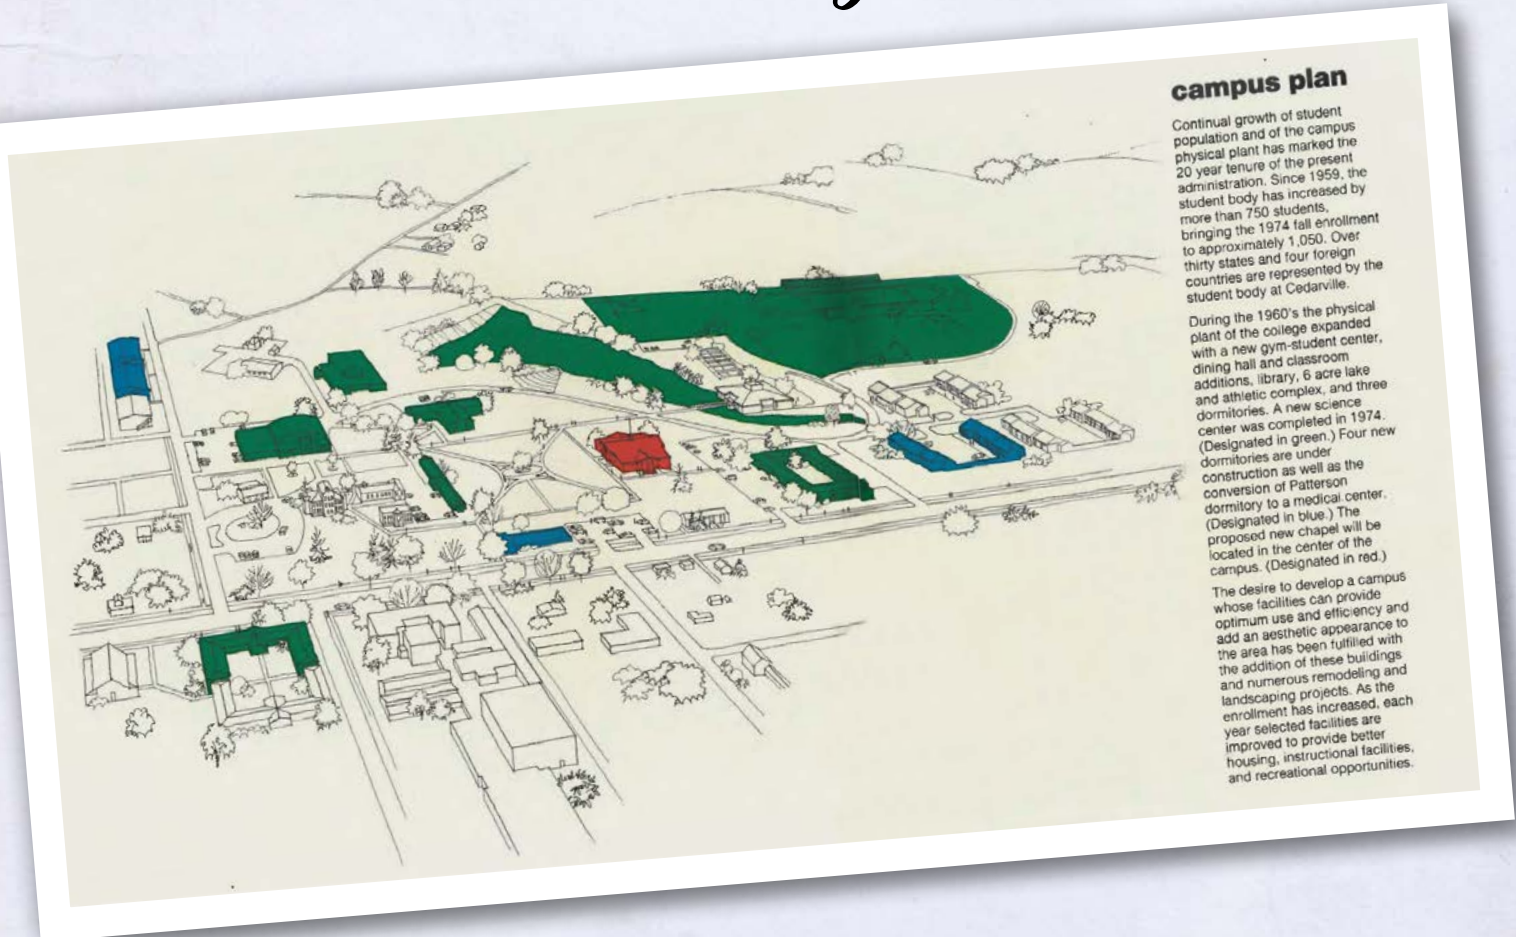 campus plan
Continual growth of student
population and of the campus
physical plant has marked the
20 year tenure of the present
administration. Since 1959, the
student body has increased by
more than 750 students,
bringing the 1974 fall enrollment
to approximately 1,050. Over
thirty states and four foreign
countries are represented by the
student body at Cedarville.
During the 1960's the physical
plant of the college expanded
with a new gym-student center,
dining hall and classroom
additions, library, 6 acre lake
and athletic complex, and three
dormitories. A new science
center was completed in 1974.
(Designated in green.) Four new
dormitories are under
construction as well as the
conversion of Patterson
dormitory to a medical center.
(Designated in blue.) The
proposed new chapel will be
located in the center of the
campus. (Designated in red.)
The desire to develop a campus
whose facilities can provide
optimum use and efficiency and
add an aesthetic appearance to
the area has been fulfilled with
the addition of these buildings
and numerous remodeling and
landscaping projects. As the
enrollment has increased, each
year selected facilities are
improved to provide better
housing, instructional facilities,
and recreational opportunities.